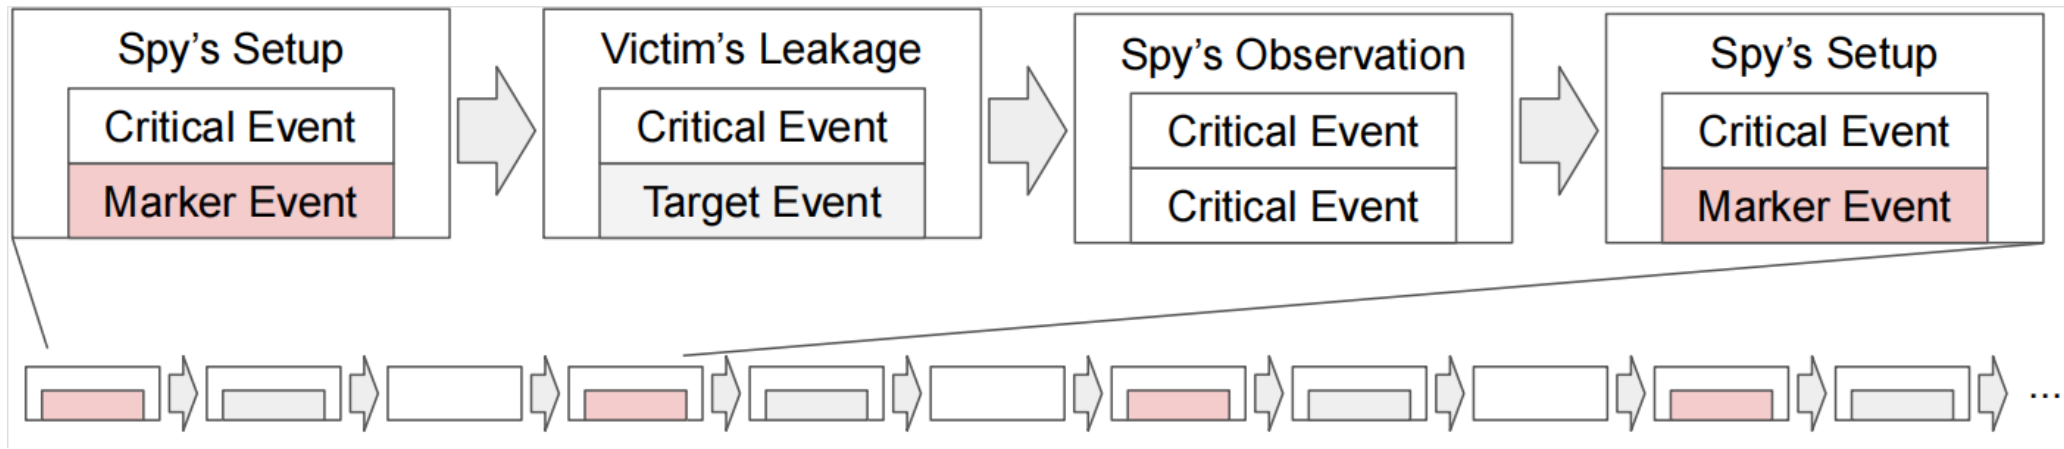 Spy's Setup
Critical Event
Marker Event
Victim's Leakage
Critical Event
Target Event
Spy's Observation
Critical Event
Critical Event
Spy's Setup
Critical Event
Marker Event
...